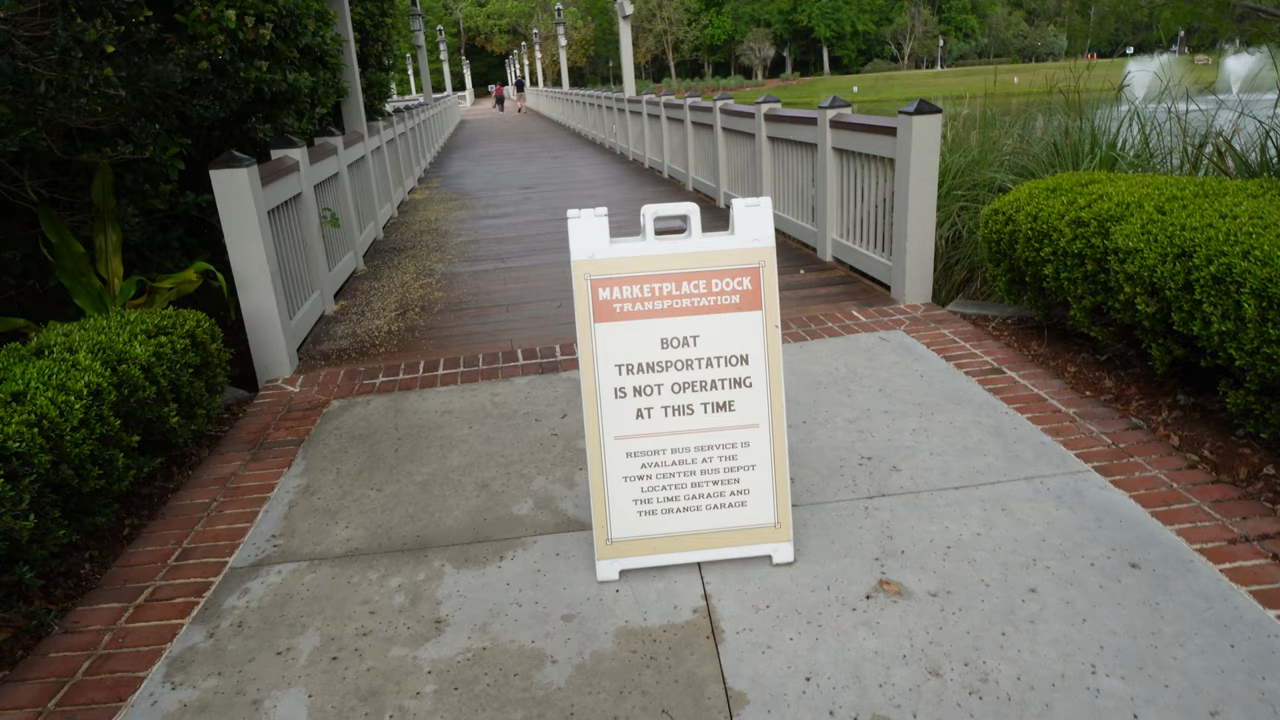 MARKETPLACE DOCK
TRANSPORTATION
BOAT
TRANSPORTATION
IS NOT OPERATING
AT THIS TIME
RESORT BUS SERVICE IS
AVAILABLE AT THE
TOWN CENTER BUS DEPOT
LOCATED BETWEEN
THE LIME GARAGE AND
THE ORANGE GARAGE